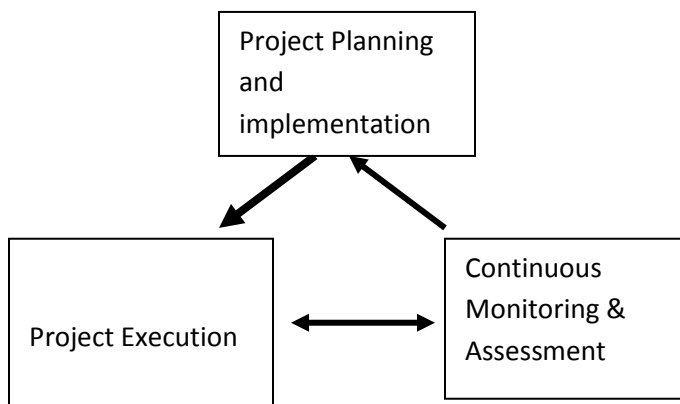 Project Planning
and
implementation
Project Execution
Continuous
Monitoring &
Assessment